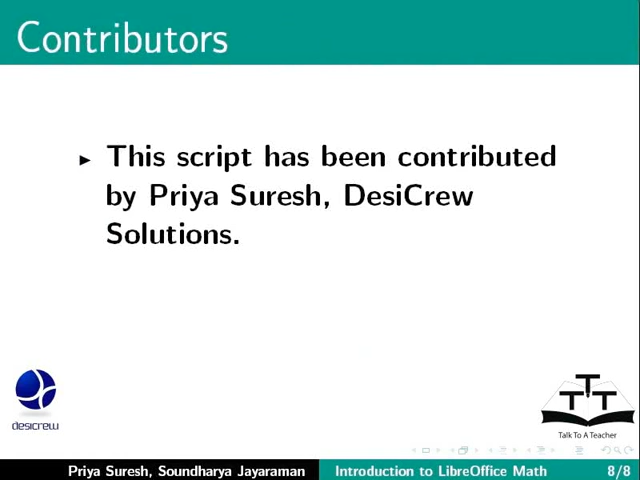 Contributors
This script has been contributed
by Priya Suresh, DesiCrew
Solutions.
desicrew
T T T
Talk To A Teacher
Priya Suresh, Soundharya Jayaraman
Introduction to LibreOffice Math
8/8